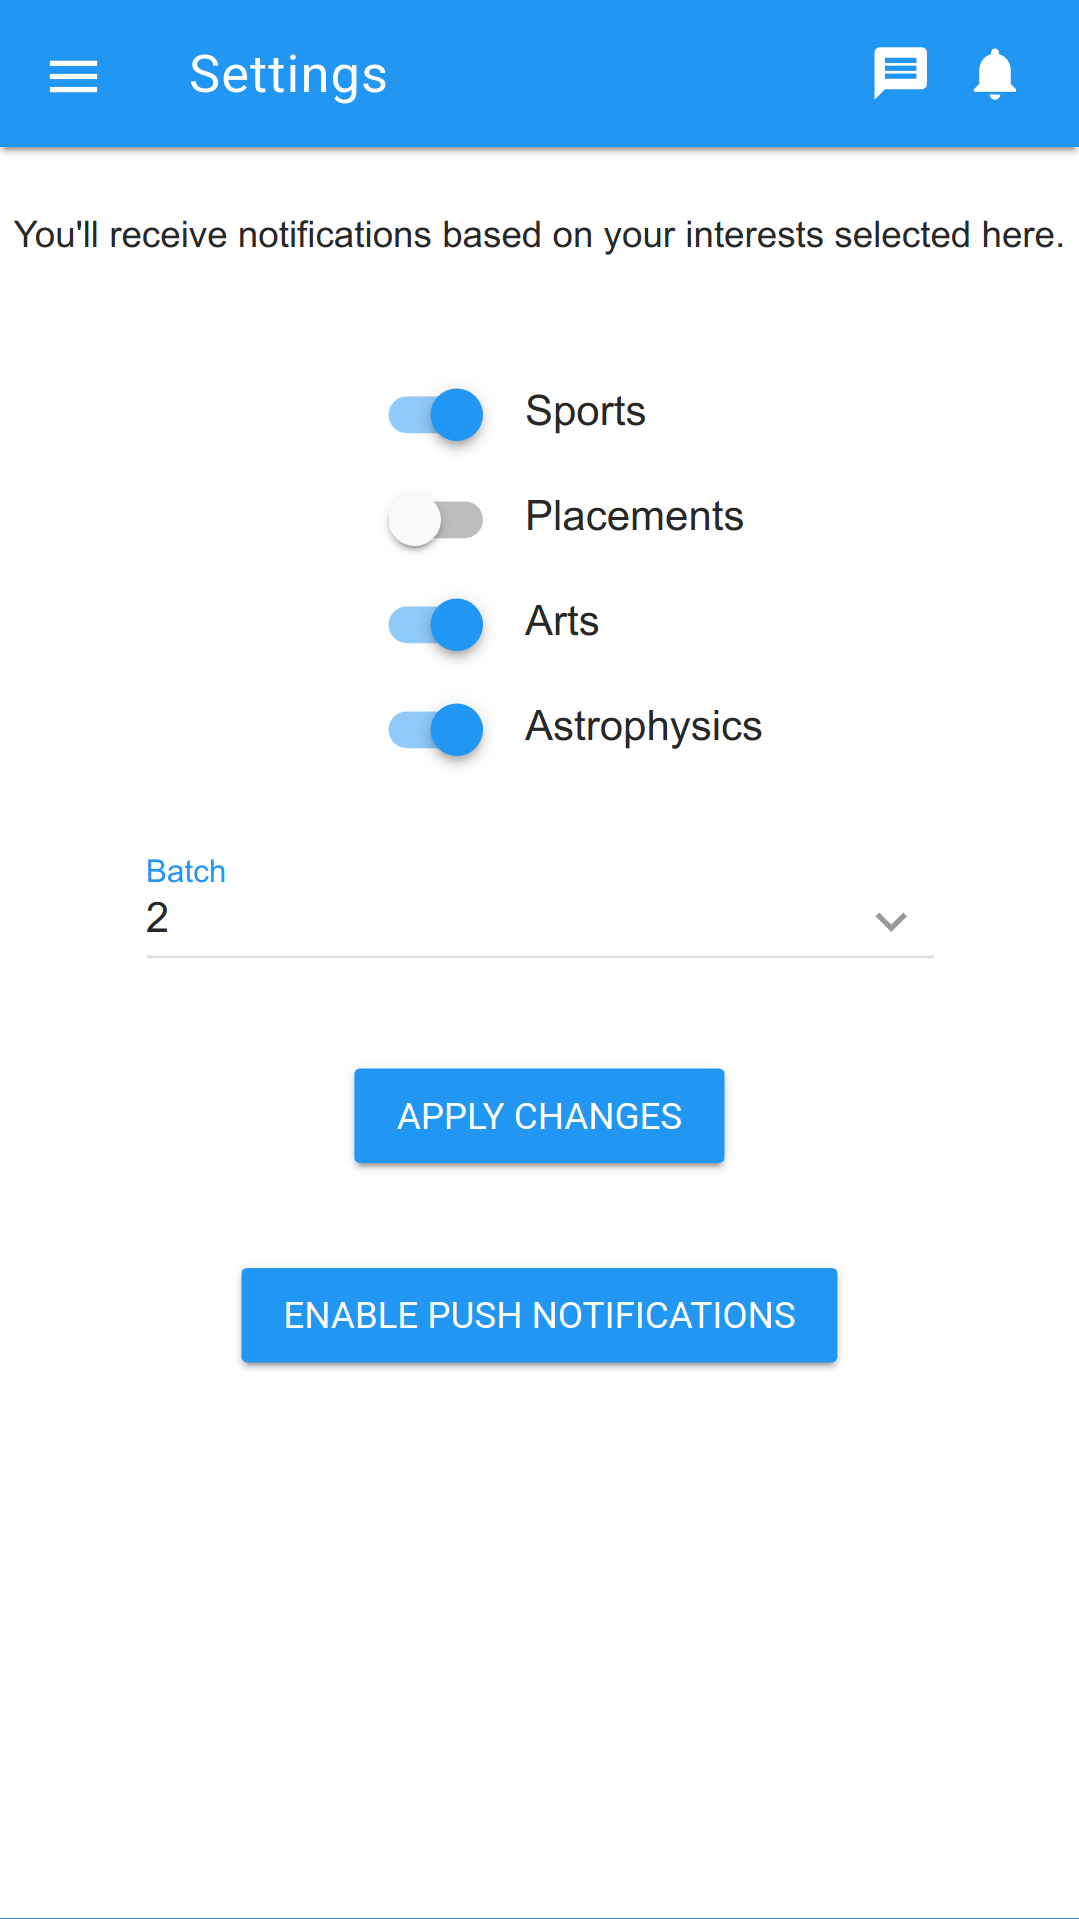 Settings
You'll receive notifications based on your interests selected here.
Sports
Placements
Arts
Astrophysics
Batch
2
APPLY CHANGES
ENABLE PUSH NOTIFICATIONS